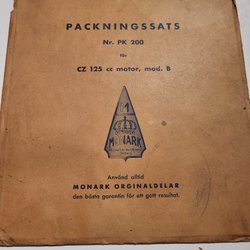 PACKNINGSSATS
Nr. PK 200
för
CZ 125 cc motor, mod. B
M
MONARK
Använd alltid
MONARK ORGINALDELAR
den bästa garantin för ett gott resultat.